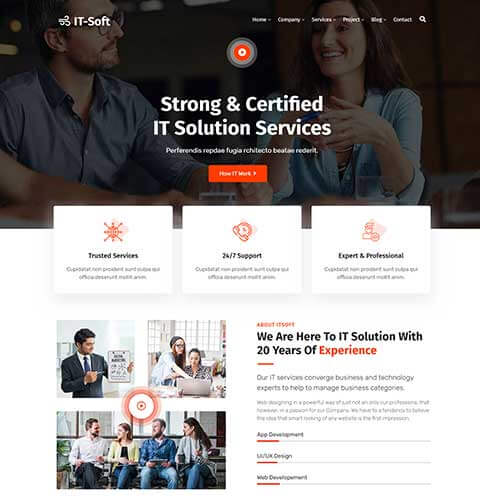 IT-Soft
Home Company Services Project Blog Contact
Strong & Certified
IT Solution Services
Perferendis repdae fugia rchitecto beatae rederit.
How IT Work
Trusted Services
Cupidatat non proident sunt culpa qui
officia deserunt mollit anim.
24/7 Support
Cupidatat non proident sunt culpa qui
officia deserunt mollit anim.
Expert & Professional
Cupidatat non proident sunt culpa qui
officia deserunt mollit anim.
ABOUT ITSOFT
We Are Here To IT Solution With
20 Years Of Experience
Our IT services converge business and technology
experts to help to manage business categories.
Web designing in a powerful way of just not an only our professions, that
however, in a passion for our Company. We have to a tendency to believe
the idea that smart looking of any website is the first impression.
App Development
UI/UX Design
Web Developement